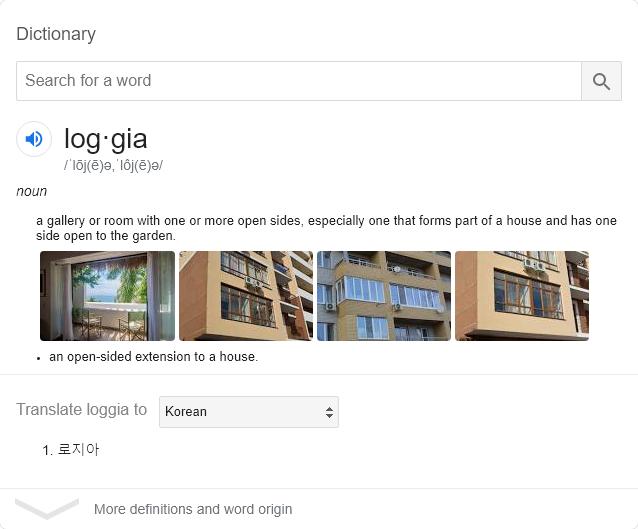 Dictionary
Search for a word
log·gia
/ˈlōj(ē)ə,ˈlôj(ē)ə/
noun
a gallery or room with one or more open sides, especially one that forms part of a house and has one
side open to the garden.
• an open-sided extension to a house.
Translate loggia to Korean
1. 로지아
More definitions and word origin